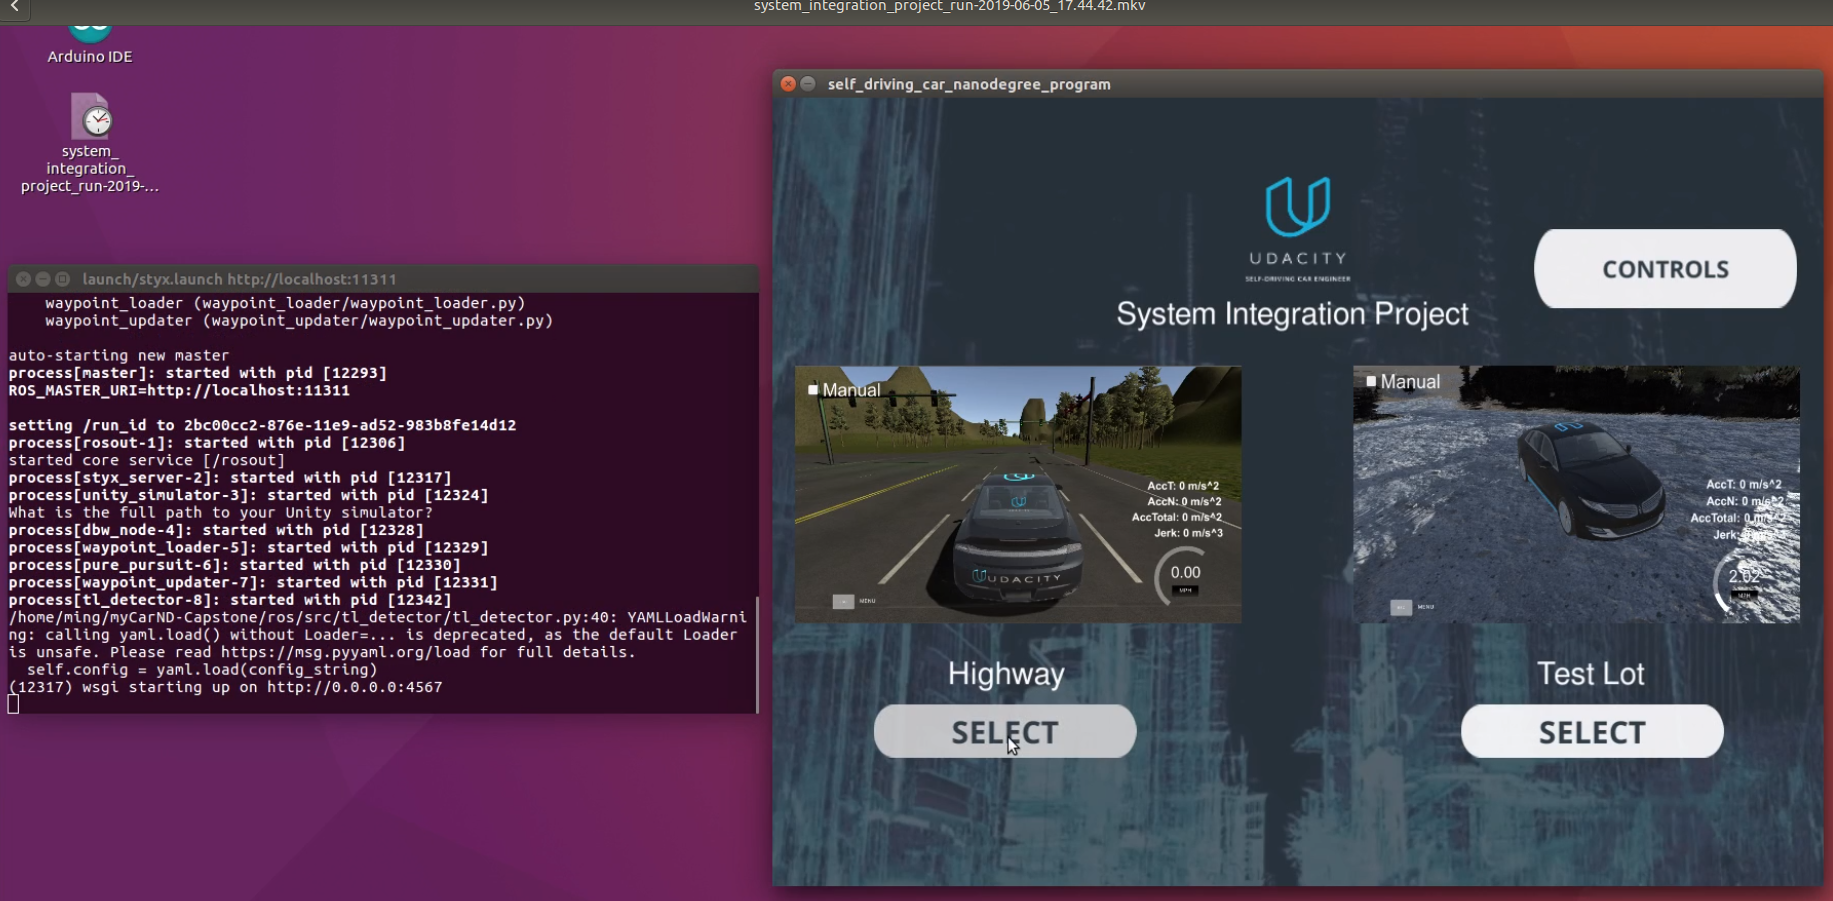 system_integration_project_run-2019-06-05_17.44.42.mkv
Arduino IDE
system_
integration_
project_run-2019-...
launch/styx.launch http://localhost:11311
waypoint_loader (waypoint_loader/waypoint_loader.py)
waypoint_updater (waypoint_updater/waypoint_updater.py)
auto-starting new master
process[master]: started with pid [12293]
ROS_MASTER_URI=http://localhost:11311
setting /run_id to 2bc00cc2-876e-11e9-ad52-983b8fe14d12
process[rosout-1]: started with pid [12306]
started core service [/rosout]
process[styx_server-2]: started with pid [12317]
process[unity_simulator-3]: started with pid [12324]
What is the full path to your Unity simulator?
process[dbw_node-4]: started with pid [12328]
process[waypoint_loader-5]: started with pid [12329]
process[pure_pursuit-6]: started with pid [12330]
process[waypoint_updater-7]: started with pid [12331]
process[tl_detector-8]: started with pid [12342]
/home/ming/myCarND-Capstone/ros/src/tl_detector/tl_detector.py:40: YAMLLoadWarni
ng: calling yaml.load() without Loader=... is deprecated, as the default Loader
is unsafe. Please read https://msg.pyyaml.org/load for full details.
self.config = yaml.load(config_string)
(12317) wsgi starting up on http://0.0.0.0:4567
self_driving_car_nanodegree_program
UDACITY
SELF-DRIVING CAR ENGINEER
System Integration Project
CONTROLS
Manual
AccT: 0 m/s^2
AccN: 0 m/s^2
AccTotal: 0 m/s^2
Jerk: 0 m/s^3
0.00
MPH
UDACITY
MENU
Highway
SELECT
Manual
AccT: 0 m/s^2
AccN: 0 m/s^2
AccTotal: 0 m/s^2
Jerk: 0 m/s^3
2.02
MPH
MENU
Test Lot
SELECT